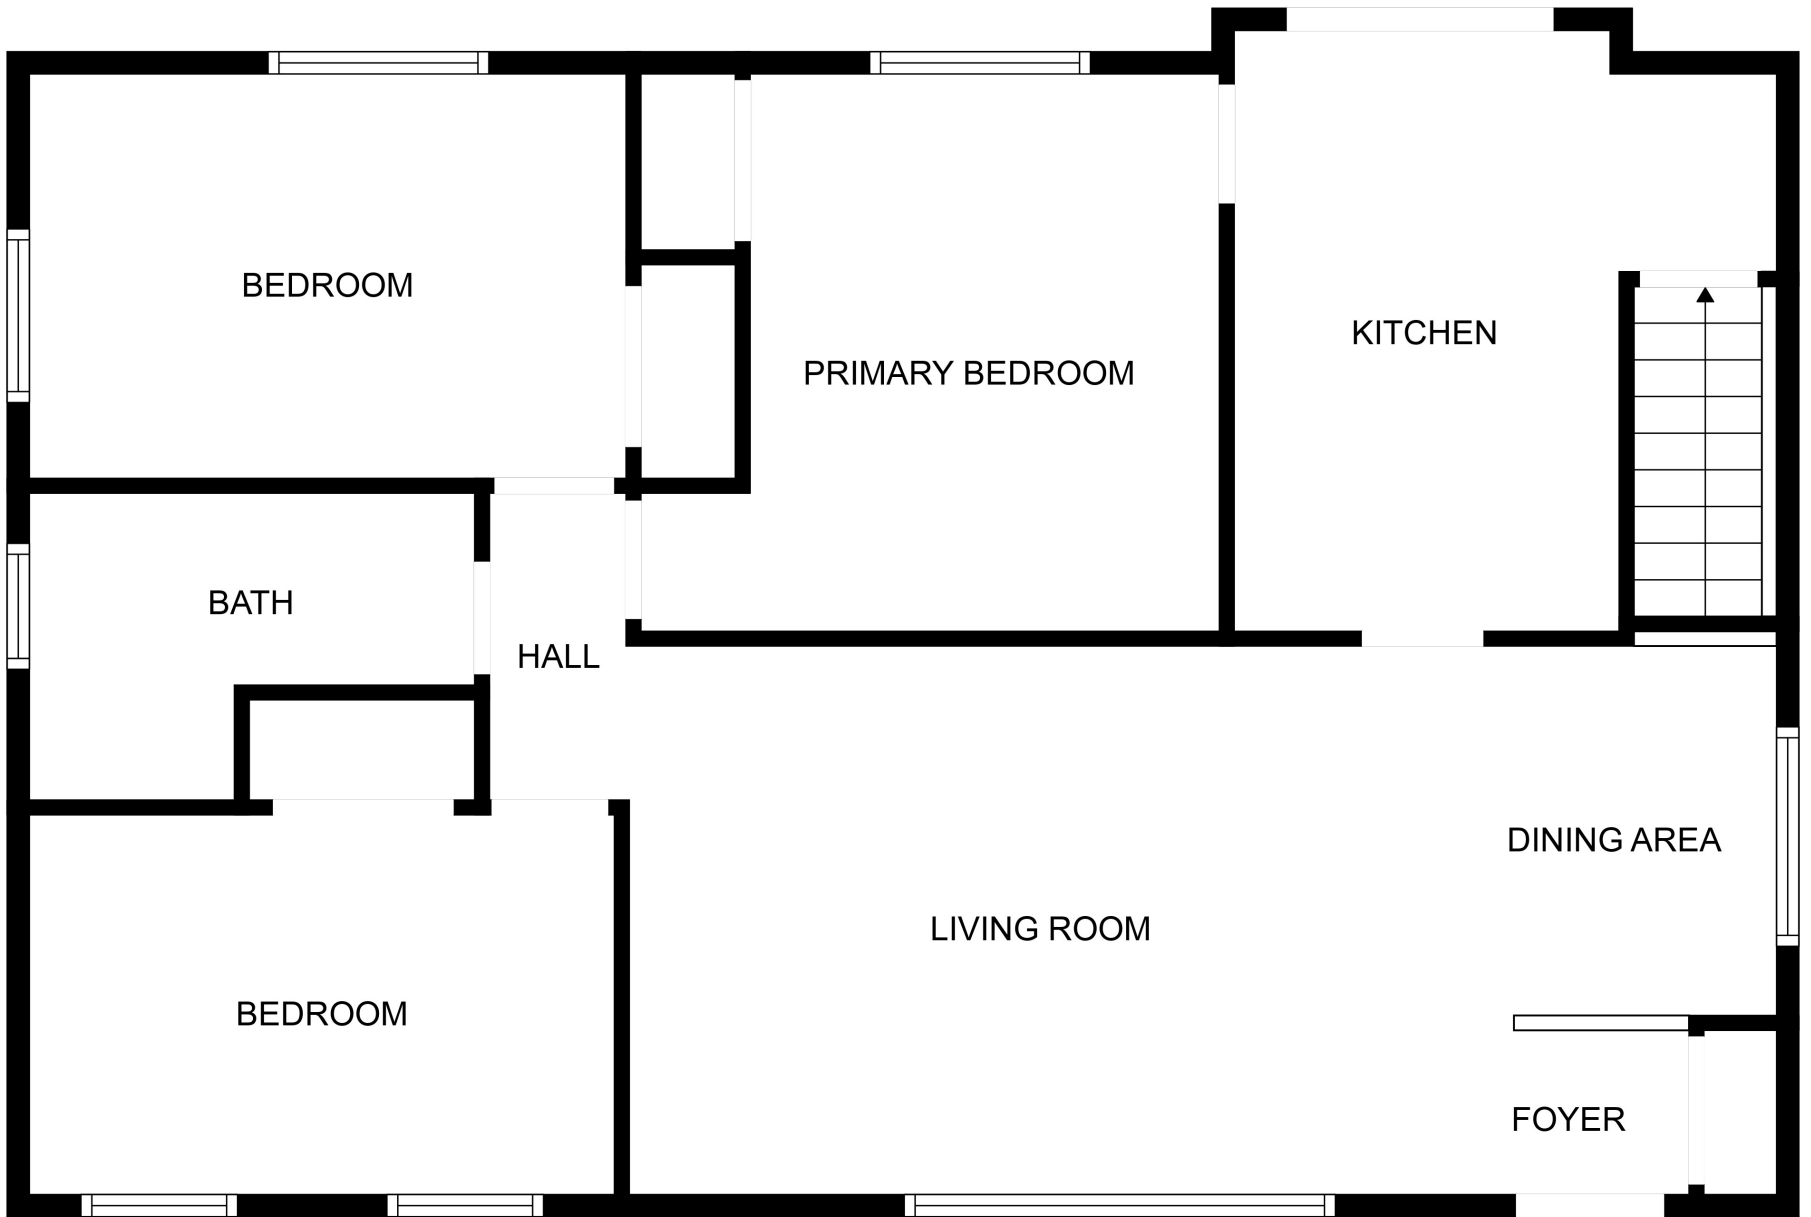 BEDROOM
PRIMARY BEDROOM
KITCHEN
BATH
HALL
DINING AREA
LIVING ROOM
BEDROOM
FOYER